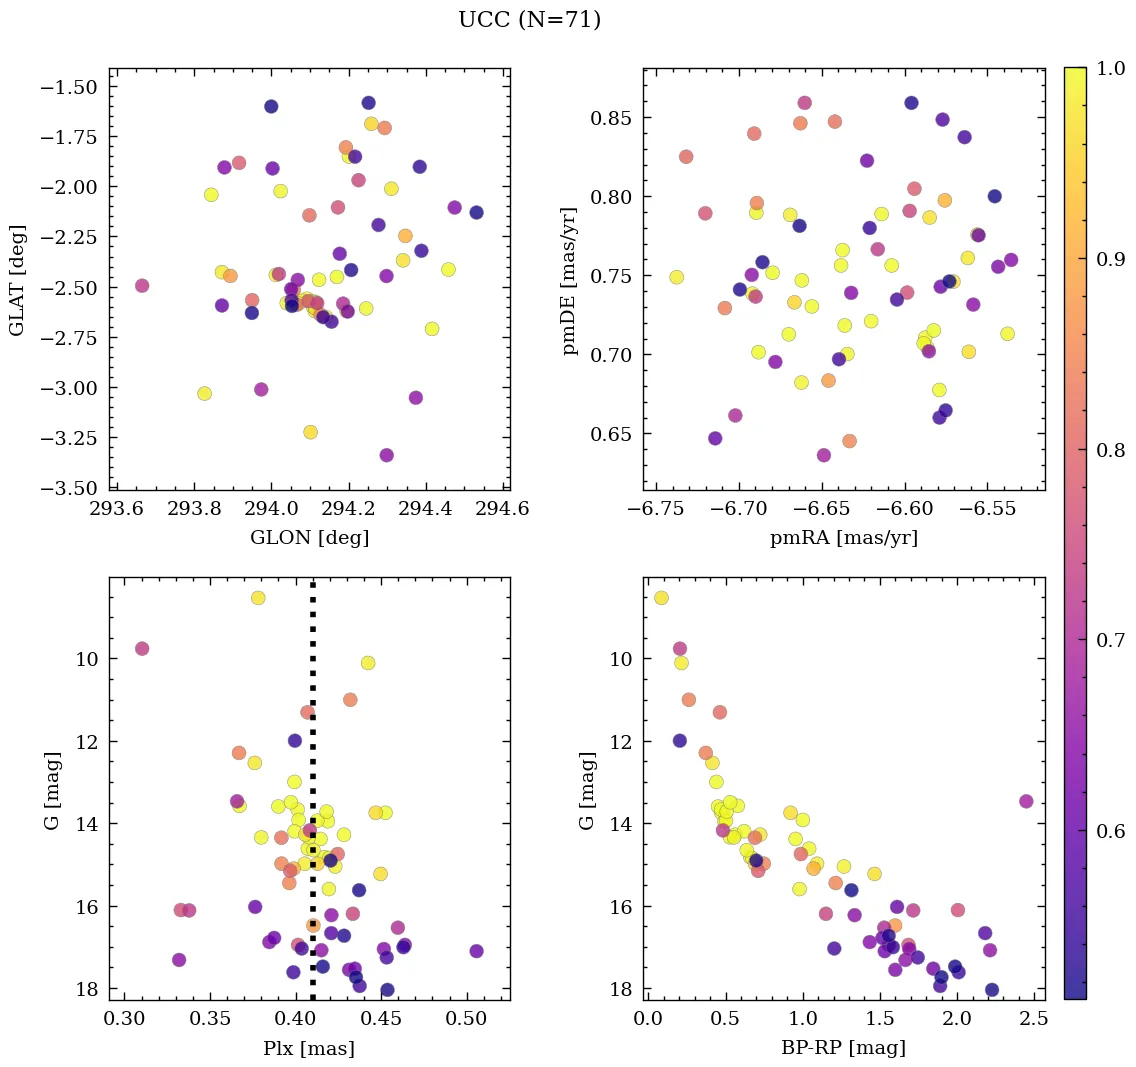 UCC (N=71)
−1.50
−1.75
−2.00
−2.25
−2.50
−2.75
−3.00
−3.25
−3.50
GLAT [deg]
293.6 293.8 294.0 294.2 294.4 294.6
GLON [deg]
0.85
0.80
0.75
0.70
0.65
pmDE [mas/yr]
−6.75 −6.70 −6.65 −6.60 −6.55
pmRA [mas/yr]
1.0
0.9
0.8
0.7
0.6
10
12
14
16
18
G [mag]
0.30 0.35 0.40 0.45 0.50
Plx [mas]
10
12
14
16
18
G [mag]
0.0 0.5 1.0 1.5 2.0 2.5
BP-RP [mag]